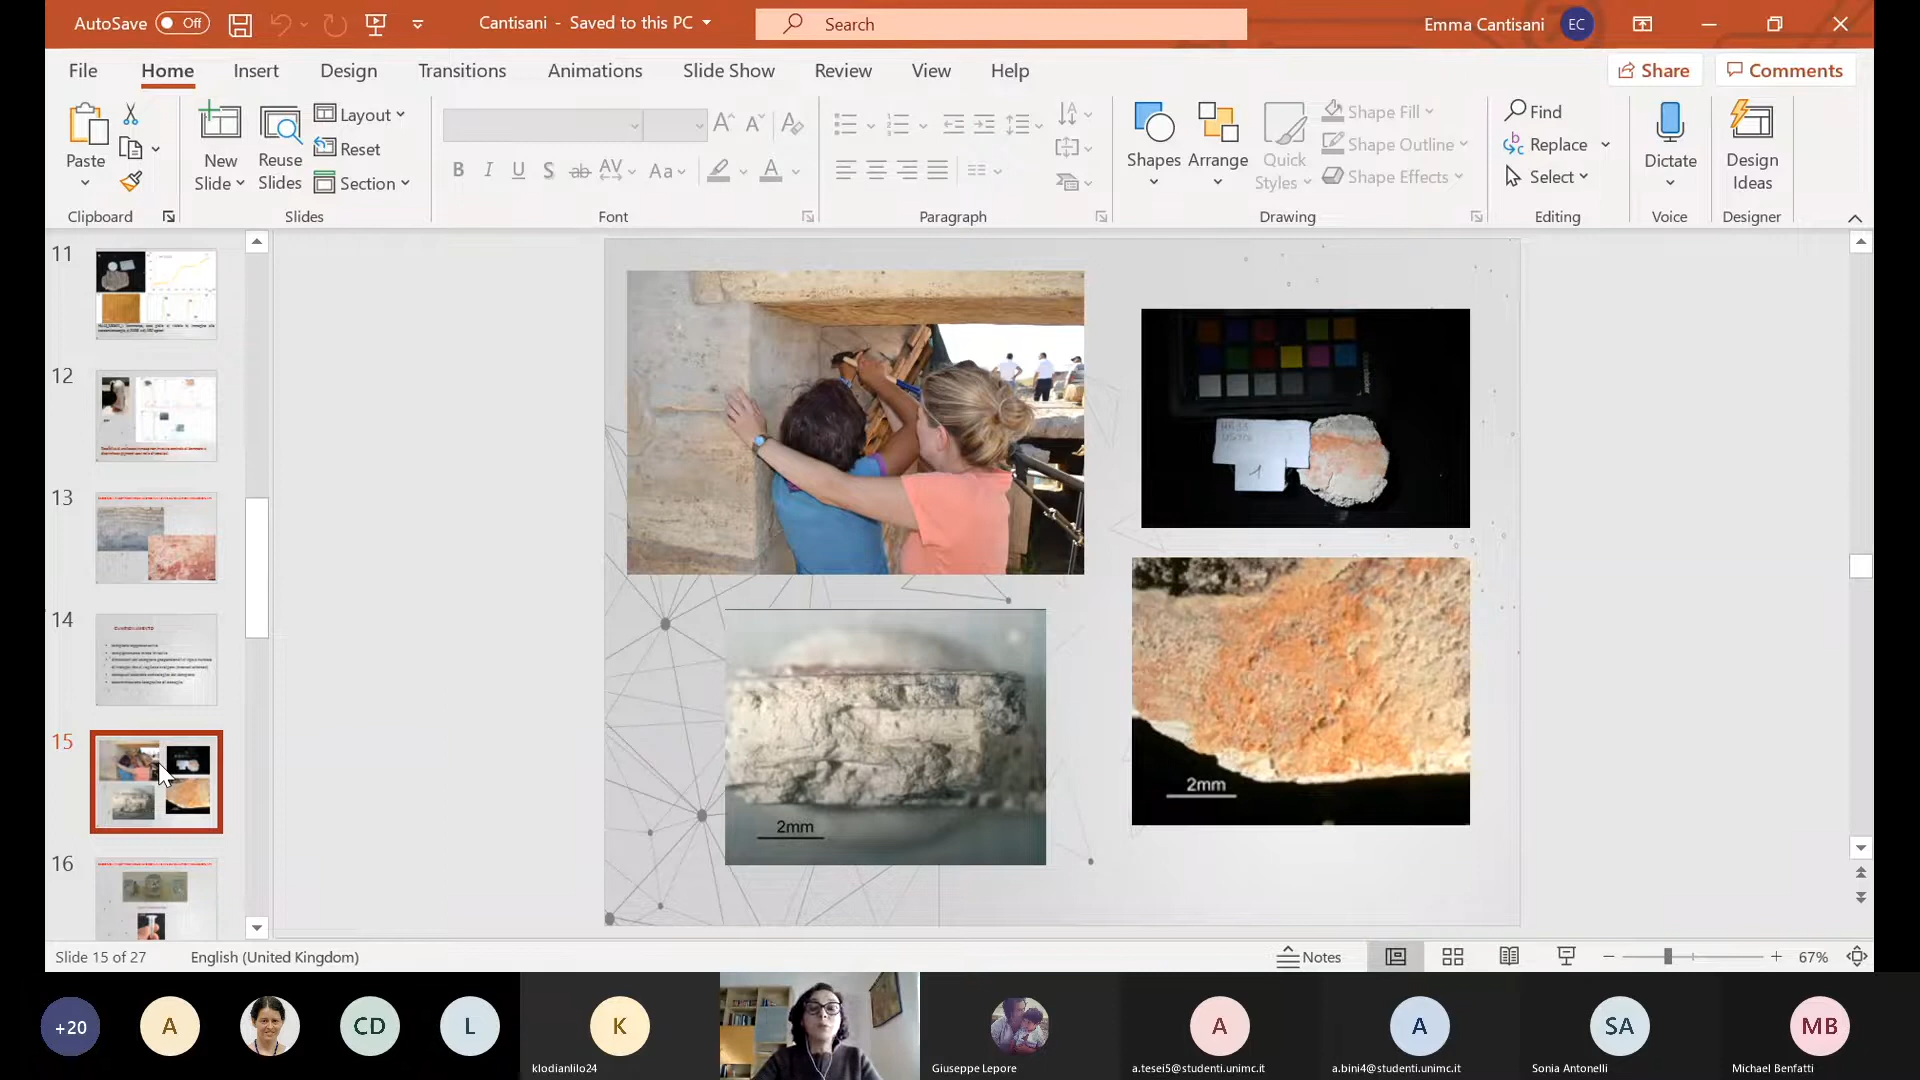 AutoSave Off
Cantisani - Saved to this PC
Search
Emma Cantisani EC
File Home Insert Design Transitions Animations Slide Show Review View Help
Share Comments
Paste
New Slide
Reuse Slides
Layout
Reset
Section
Shapes Arrange Quick Styles
Shape Fill
Shape Outline
Shape Effects
Find
Replace
Select
Dictate
Design Ideas
Clipboard Slides Font Paragraph Drawing Editing Voice Designer
11
12
13
14
15
16
1
2mm
2mm
Slide 15 of 27 English (United Kingdom) Notes 67%
+20 A CD L K A A SA MB
klodianlilo24 Giuseppe Lepore a.tesei5@studenti.unimc.it a.bini4@studenti.unimc.it Sonia Antonelli Michael Benfatti